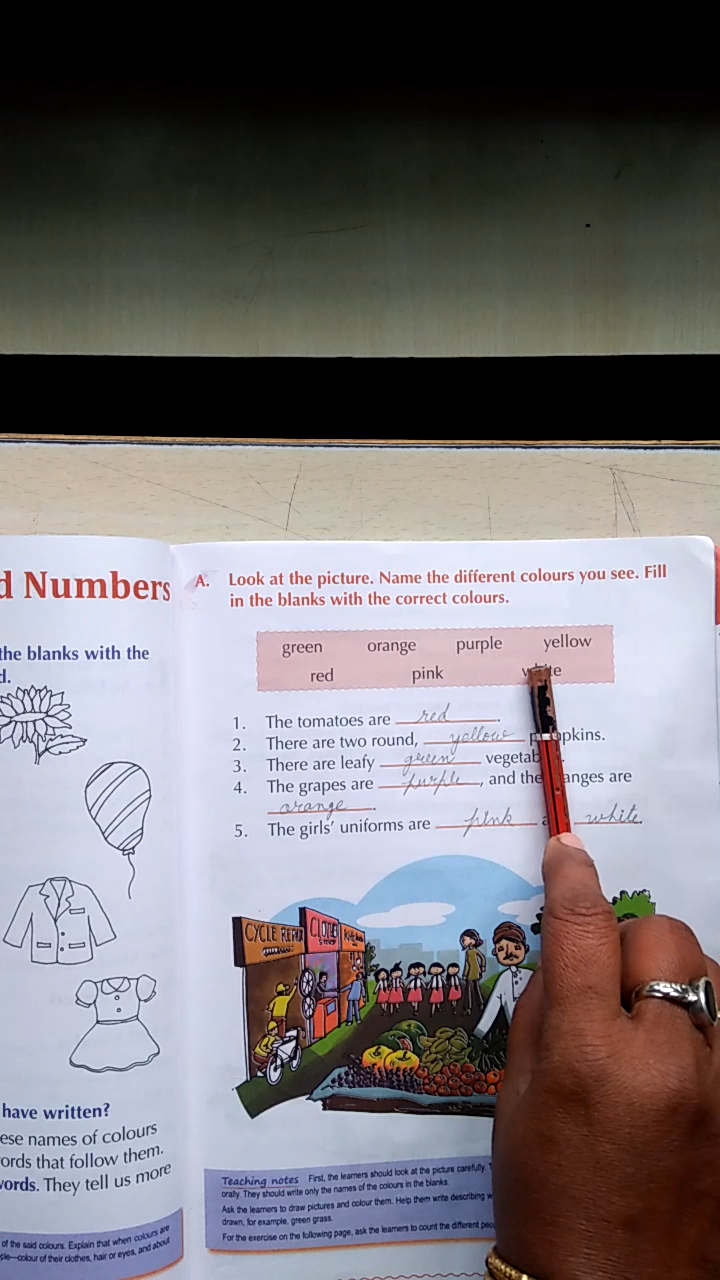 d Numbers
the blanks with the
d.
have written?
ese names of colours
ords that follow them.
words. They tell us more
of the said colours. Explain that when colours are
ple—colour of their clothes, hair or eyes, and about
A. Look at the picture. Name the different colours you see. Fill
in the blanks with the correct colours.
green orange purple yellow
red pink white
1. The tomatoes are red.
2. There are two round, yellow pumpkins.
3. There are leafy green
4. The grapes are purple, and the oranges are
orange.
5. The girls' uniforms are pink white.
CYCLE REPAIR
Teaching notes First, the learners should look at the picture carefully.
orally. They should write only the names of the colours in the blanks.
Ask the learners to draw pictures and colour them. Help them write describing
drawn, for example, green grass.
For the exercise on the following page, ask the learners to count the different